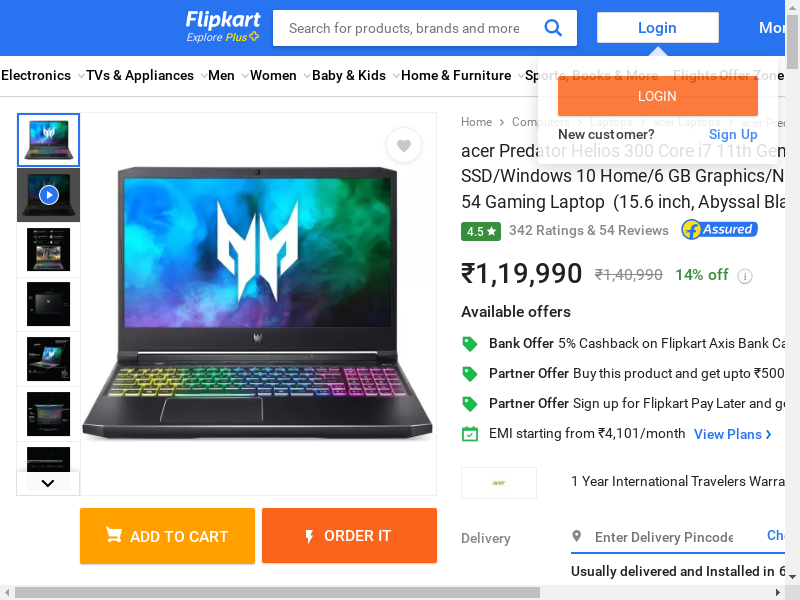 Flipkart
Explore Plus
Search for products, brands and more
Login
Mor
Electronics
TVs & Appliances
Men
Women
Baby & Kids
Home & Furniture
Sports, Books & More
Flights
Offer Zone
LOGIN
New customer?
Sign Up
Home
Computers
Laptops
acer Laptops
acer Pred
acer Predator Helios 300 Core i7 11th Gen
SSD/Windows 10 Home/6 GB Graphics/N
54 Gaming Laptop (15.6 inch, Abyssal Bla
4.5
342 Ratings & 54 Reviews
Assured
₹1,19,990
₹1,40,990
14% off
Available offers
Bank Offer 5% Cashback on Flipkart Axis Bank Ca
Partner Offer Buy this product and get upto ₹500
Partner Offer Sign up for Flipkart Pay Later and ge
EMI starting from ₹4,101/month
View Plans
acer
1 Year International Travelers Warra
ADD TO CART
ORDER IT
Delivery
Enter Delivery Pincode
Che
Usually delivered and Installed in 6